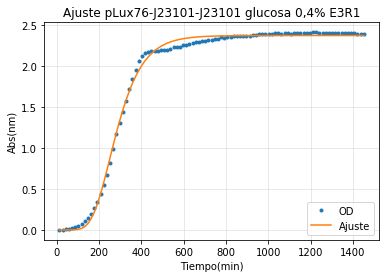 Ajuste pLux76-J23101-J23101 glucosa 0,4% E3R1
Abs(nm)
2.5
2.0
1.5
1.0
0.5
0.0
OD
Ajuste
0 200 400 600 800 1000 1200 1400
Tiempo(min)